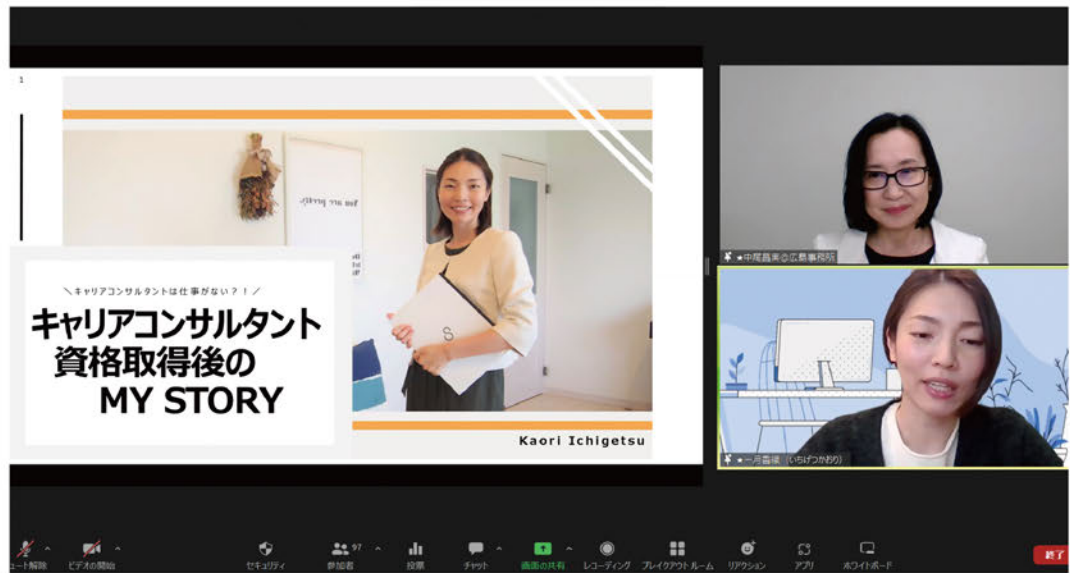 1
＼キャリアコンサルタントは仕事がない？！／
キャリアコンサルタント
資格取得後の
MY STORY
You are pretty.
S.
Kaori Ichigetsu
★中尾晶実@広島事務所
★一月香織 (いちげつかおり)
ュート解除
ビデオの開始
セキュリティ
97
参加者
投票
チャット
画面の共有
レコーディング
ブレイクアウト ルーム
リアクション
アプリ
ホワイトボード
終了